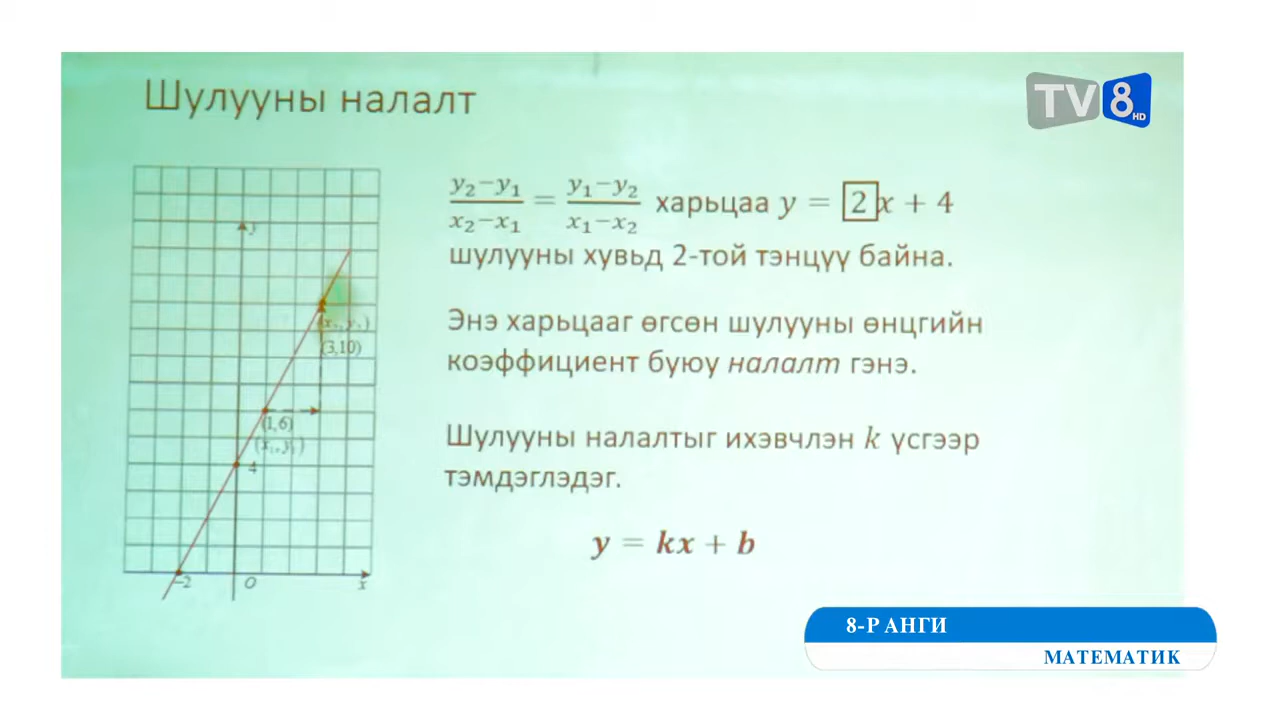 Шулууны налалт
TV8 HD
y₂−y₁ / x₂−x₁ = y₁−y₂ / x₁−x₂ харьцаа y = 2x + 4
шулууны хувьд 2-той тэнцүү байна.
Энэ харьцааг өгсөн шулууны өнцгийн
коэффициент буюу налалт гэнэ.
Шулууны налалтыг ихэвчлэн k үсгээр
тэмдэглэдэг.
y = kx + b
y
(x₂, y₂)
(3,10)
(1,6)
(x₁, y₁)
4
−2
O
x
8-Р АНГИ
МАТЕМАТИК